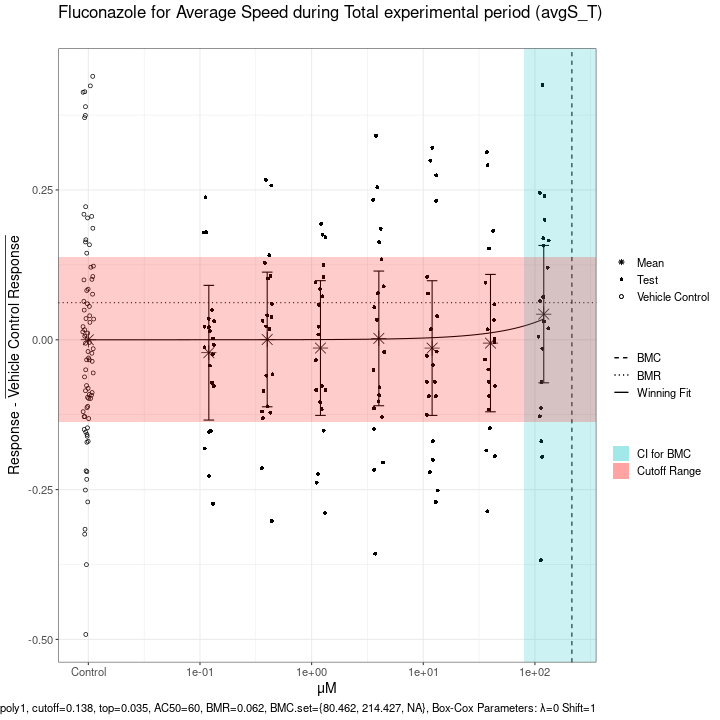 Fluconazole for Average Speed during Total experimental period (avgS_T)
Response - Vehicle Control Response
0.25
0.00
-0.25
-0.50
Control
1e-01
1e+00
1e+01
1e+02
µM
Mean
Test
Vehicle Control
BMC
BMR
Winning Fit
CI for BMC
Cutoff Range
poly1, cutoff=0.138, top=0.035, AC50=60, BMR=0.062, BMC.set={80.462, 214.427, NA}, Box-Cox Parameters: λ=0 Shift=1